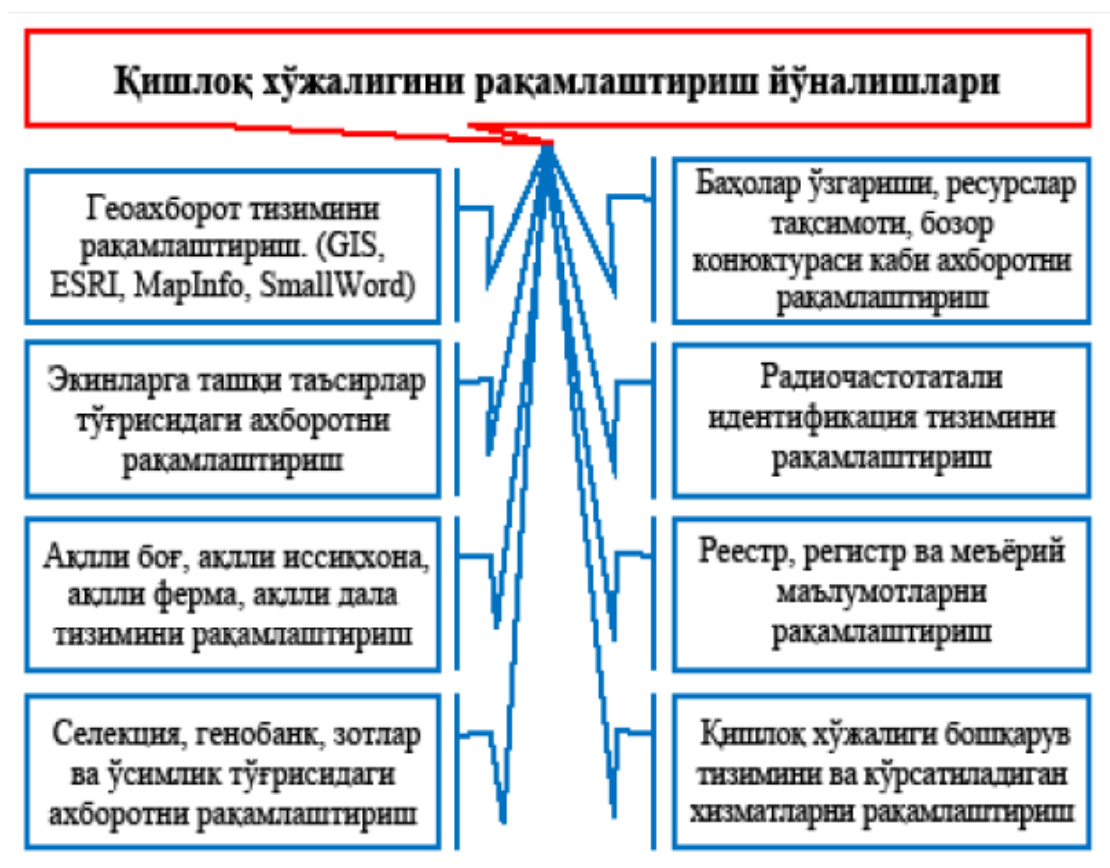 Қишлоқ хўжалигини рақамлаштириш йўналишлари
Геоахборот тизимини
рақамлаштириш. (GIS,
ESRI, MapInfo, SmallWord)
Экинларга ташқи таъсирлар
тўғрисидаги ахборотни
рақамлаштириш
Ақлли боғ, ақлли иссиқхона,
ақлли ферма, ақлли дала
тизимини рақамлаштириш
Селекция, генобанк, зотлар
ва ўсимлик тўғрисидаги
ахборотни рақамлаштириш
Баҳолар ўзгариши, ресурслар
тақсимоти, бозор
конюктураси каби ахборотни
рақамлаштириш
Радиочастотатали
идентификация тизимини
рақамлаштириш
Реестр, регистр ва меъёрий
маълумотларни
рақамлаштириш
Қишлоқ хўжалиги бошқарув
тизимини ва кўрсатиладиган
хизматларни рақамлаштириш